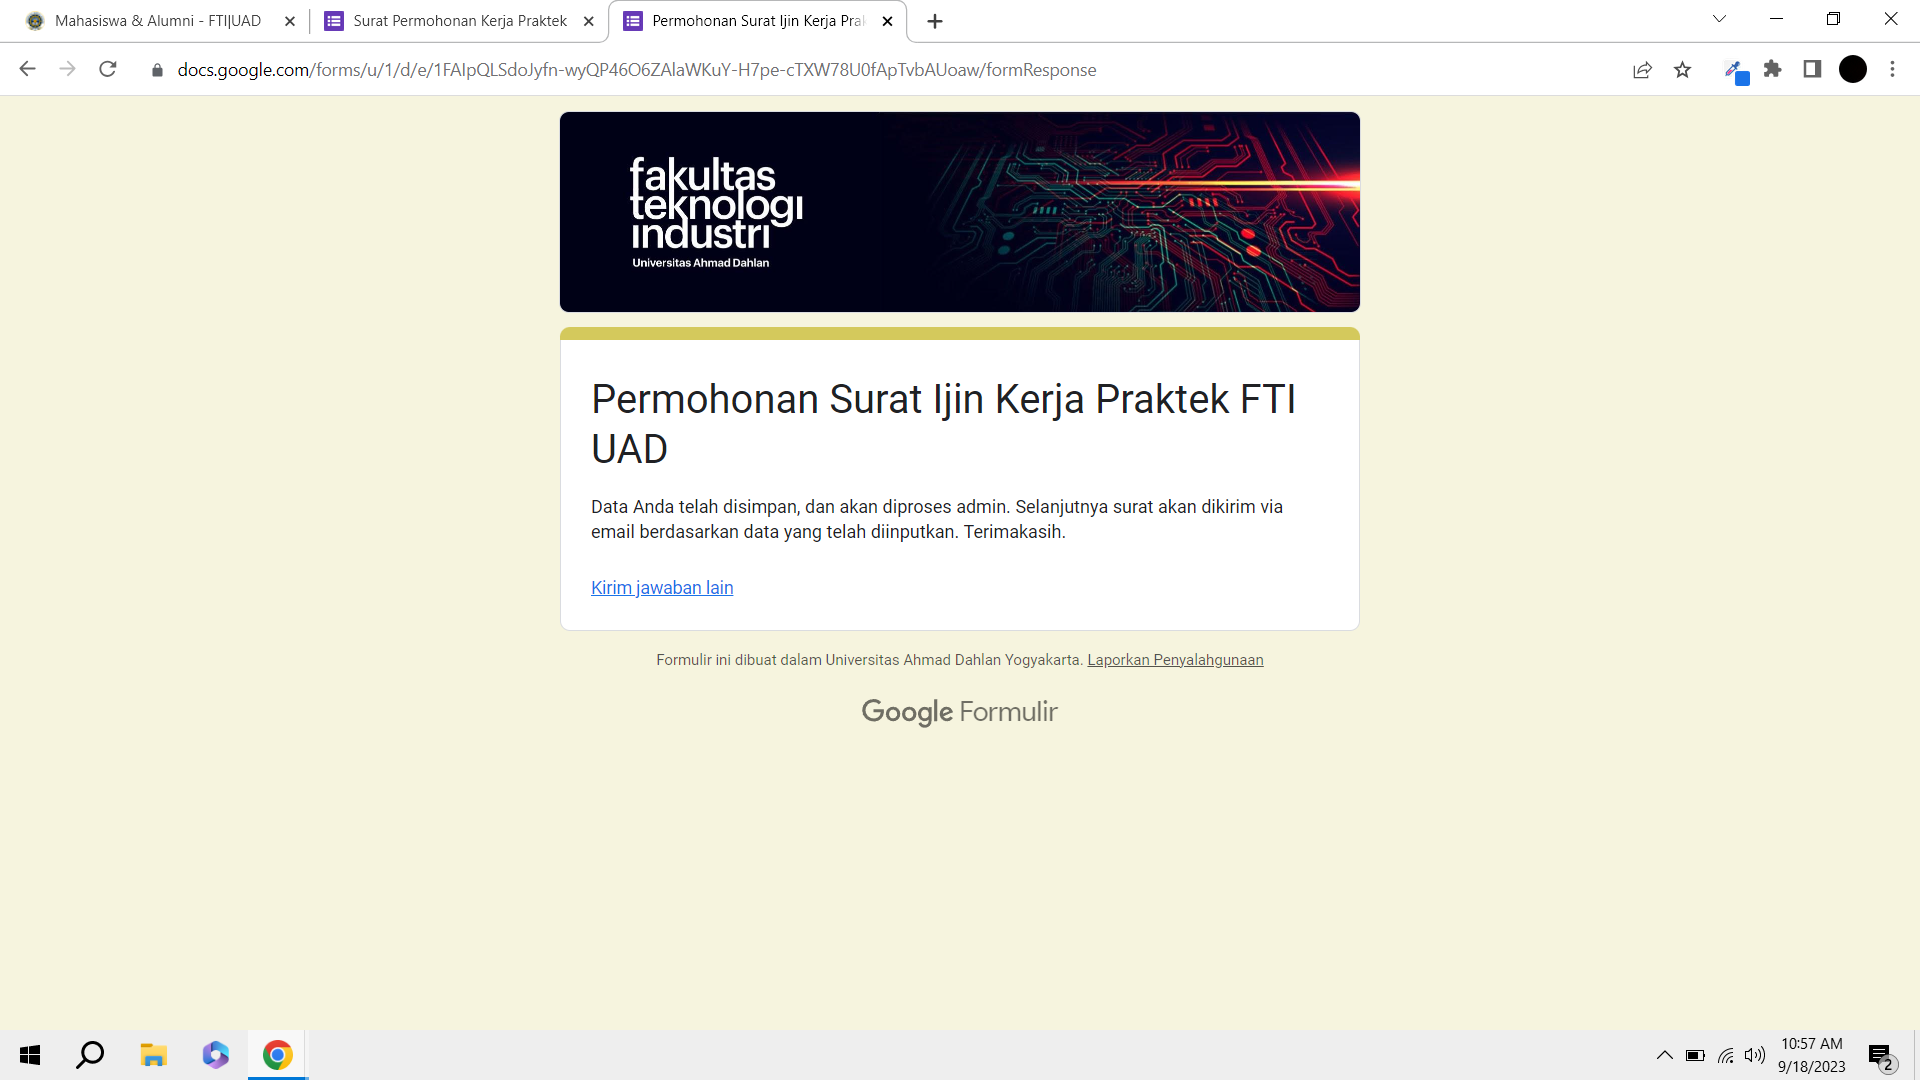 Mahasiswa & Alumni - FTI|UAD
Surat Permohonan Kerja Praktek
Permohonan Surat Ijin Kerja Prak
docs.google.com/forms/u/1/d/e/1FAIpQLSdoJyfn-wyQP46O6ZAlaWKuY-H7pe-cTXW78U0fApTvbAUoaw/formResponse
fakultas
teknologi
industri
Universitas Ahmad Dahlan
Permohonan Surat Ijin Kerja Praktek FTI
UAD
Data Anda telah disimpan, dan akan diproses admin. Selanjutnya surat akan dikirim via
email berdasarkan data yang telah diinputkan. Terimakasih.
Kirim jawaban lain
Formulir ini dibuat dalam Universitas Ahmad Dahlan Yogyakarta. Laporkan Penyalahgunaan
Google Formulir
10:57 AM
9/18/2023
2